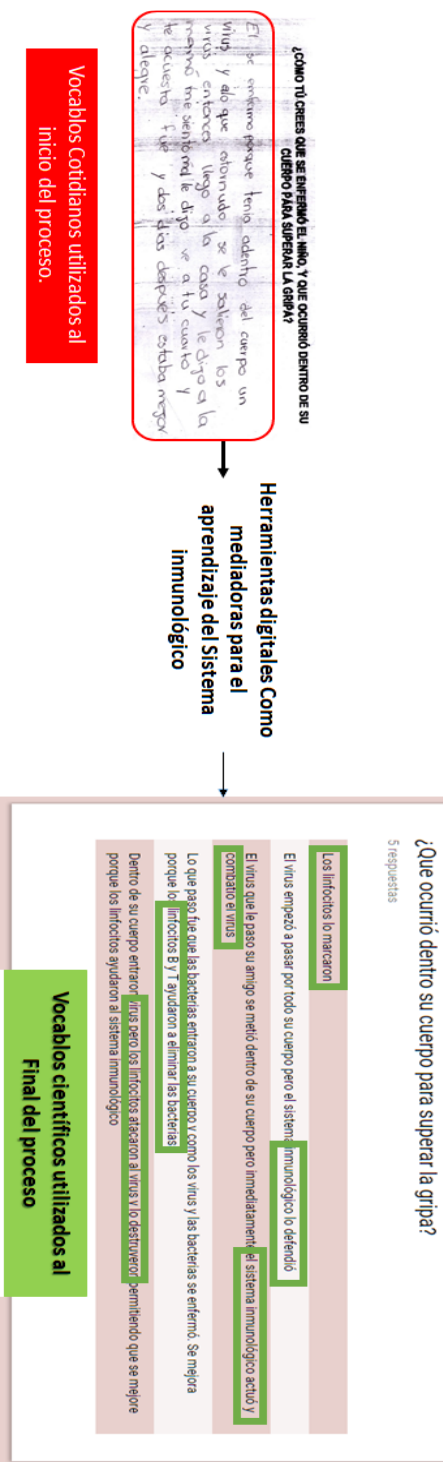 ¿CÓMO TÚ CREES QUE SE ENFERMÓ EL NIÑO, Y QUE OCURRIÓ DENTRO DE SU
CUERPO PARA SUPERAR LA GRIPA?
El se enfermo porque tenia adentro del cuerpo un
virus y alo que estornudo se le salieron los
virus entonces llego a la casa y le dijo a la
mamá me siento mal le dijo ve a tu cuarto y
te acuesta fue y dos días después estaba mejor
y alegre.
Vocablos Cotidianos utilizados al
inicio del proceso.
Herramientas digitales Como
mediadoras para el
aprendizaje del Sistema
inmunológico
¿Que ocurrió dentro su cuerpo para superar la gripa?
5 respuestas
Los linfocitos lo marcaron
El virus empezó a pasar por todo su cuerpo pero el sistema inmunológico lo defendió
El virus que le paso su amigo se metió dentro de su cuerpo pero inmediatamente el sistema inmunológico actuó y
combatió el virus
Lo que paso fue que las bacterias entraron a su cuerpo y como los virus y las bacterias se enfermó. Se mejora
porque los linfocitos B y T ayudaron a eliminar las bacterias
Dentro de su cuerpo entraron virus pero los linfocitos atacaron al virus y lo destruyeron permitiendo que se mejore
porque los linfocitos ayudaron al sistema inmunológico
Vocablos científicos utilizados al
Final del proceso